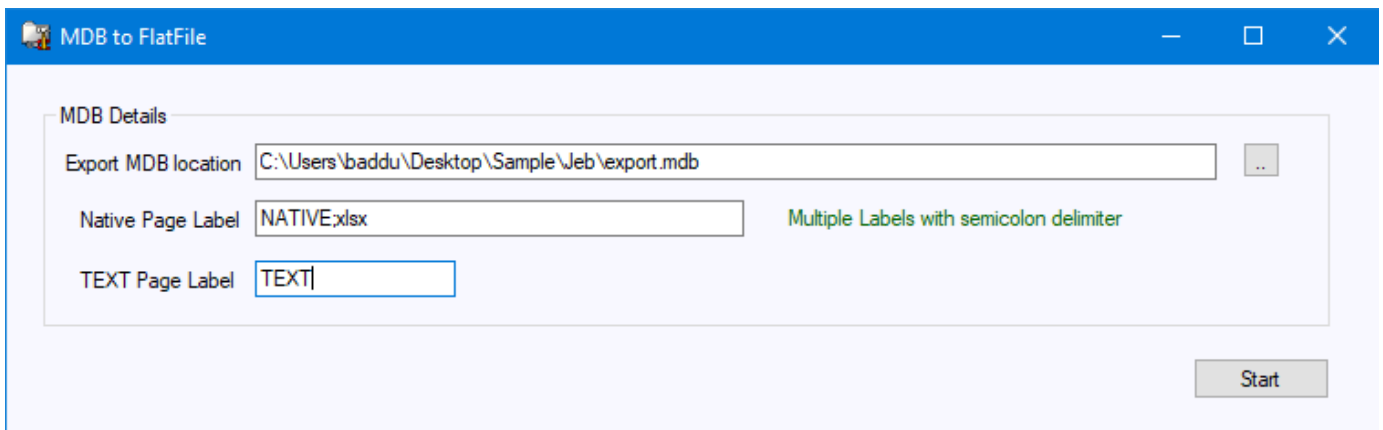 MDB to FlatFile
MDB Details
Export MDB location C:\Users\baddu\Desktop\Sample\Jeb\export.mdb ..
Native Page Label NATIVE;xlsx Multiple Labels with semicolon delimiter
TEXT Page Label TEXT
Start